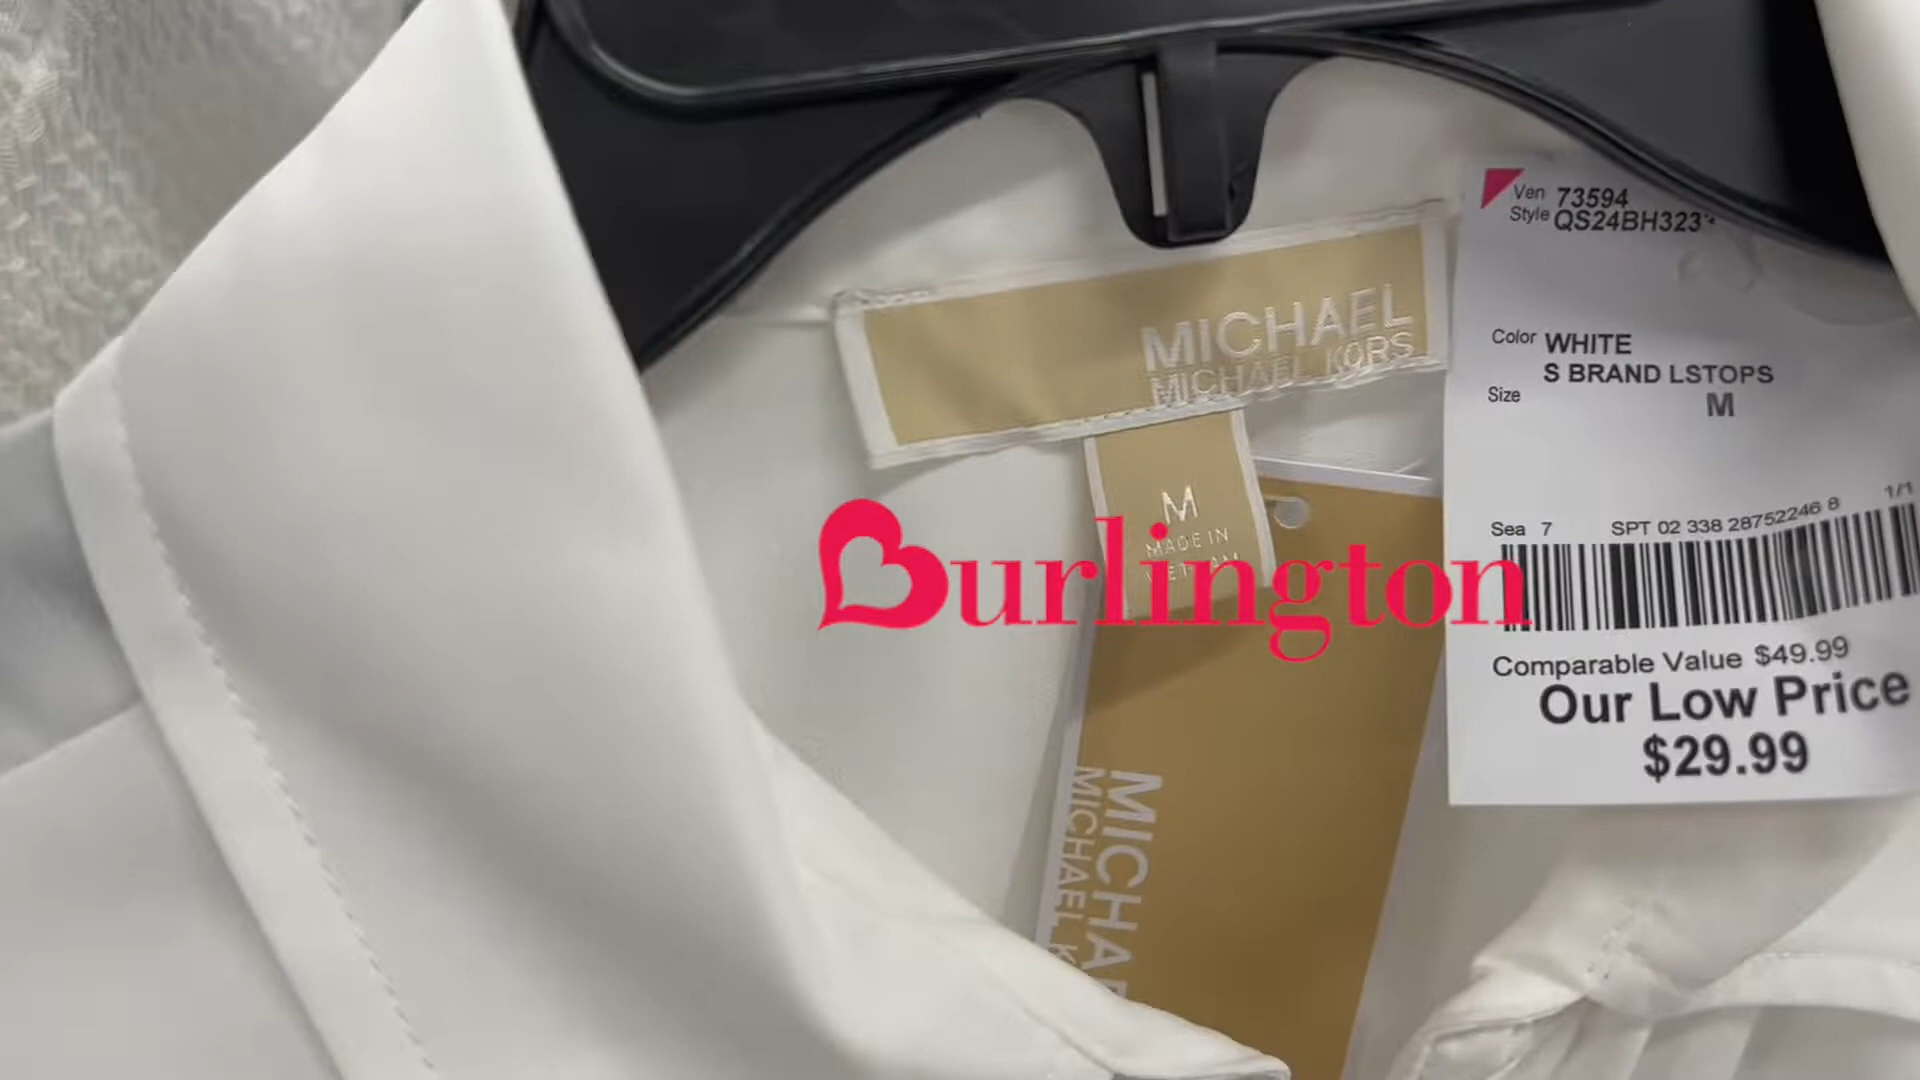 MICHAEL
MICHAEL KORS
M
MADE IN
VIETNAM
Burlington
MICHAEL
MICHAEL K
Ven 73594
Style QS24BH323
Color WHITE
S BRAND LSTOPS
Size M
1/1
Sea 7 SPT 02 338 28752246 8
Comparable Value $49.99
Our Low Price
$29.99